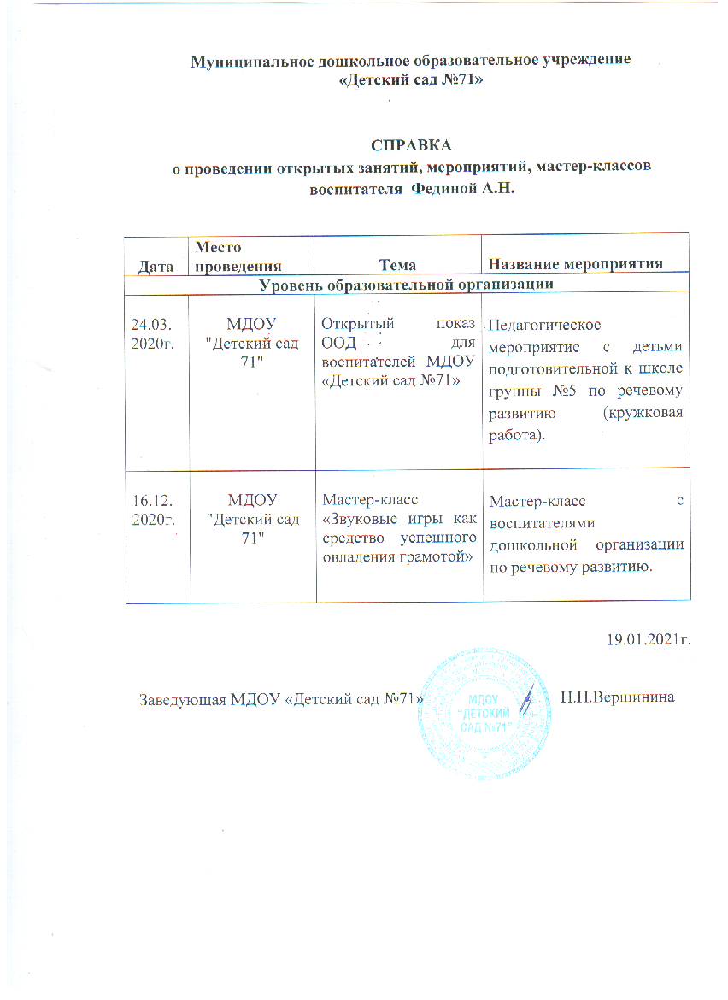 Муниципальное дошкольное образовательное учреждение
«Детский сад №71»
СПРАВКА
о проведении открытых занятий, мероприятий, мастер-классов
воспитателя Фединой А.Н.
Дата
Место
проведения
Тема
Название мероприятия
Уровень образовательной организации
24.03.
2020г.
МДОУ
"Детский сад
71"
Открытый показ
ООД для
воспитателей МДОУ
«Детский сад №71»
Педагогическое
мероприятие с детьми
подготовительной к школе
группы №5 по речевому
развитию (кружковая
работа).
16.12.
2020г.
МДОУ
"Детский сад
71"
Мастер-класс
«Звуковые игры как
средство успешного
овладения грамотой»
Мастер-класс с
воспитателями
дошкольной организации
по речевому развитию.
19.01.2021г.
Заведующая МДОУ «Детский сад №71»
Н.Н.Вершинина
МДОУ
"ДЕТСКИЙ
САД №71"